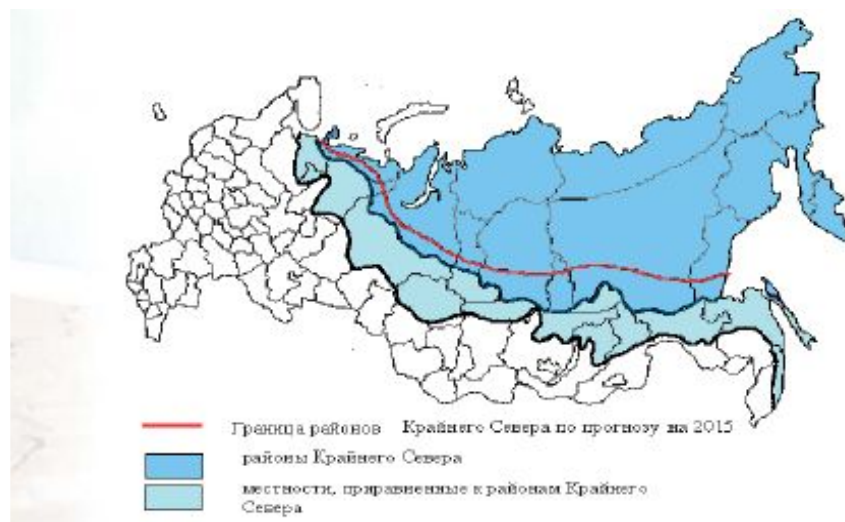 Граница районов Крайнего Севера по прогнозу на 2015
районы Крайнего Севера
местности, приравненные к районам Крайнего
Севера